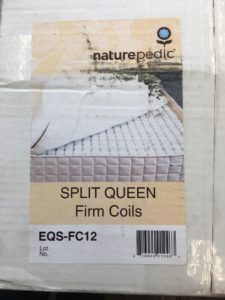 naturepedic
SPLIT QUEEN
Firm Coils
EQS-FC12
Lot
No.